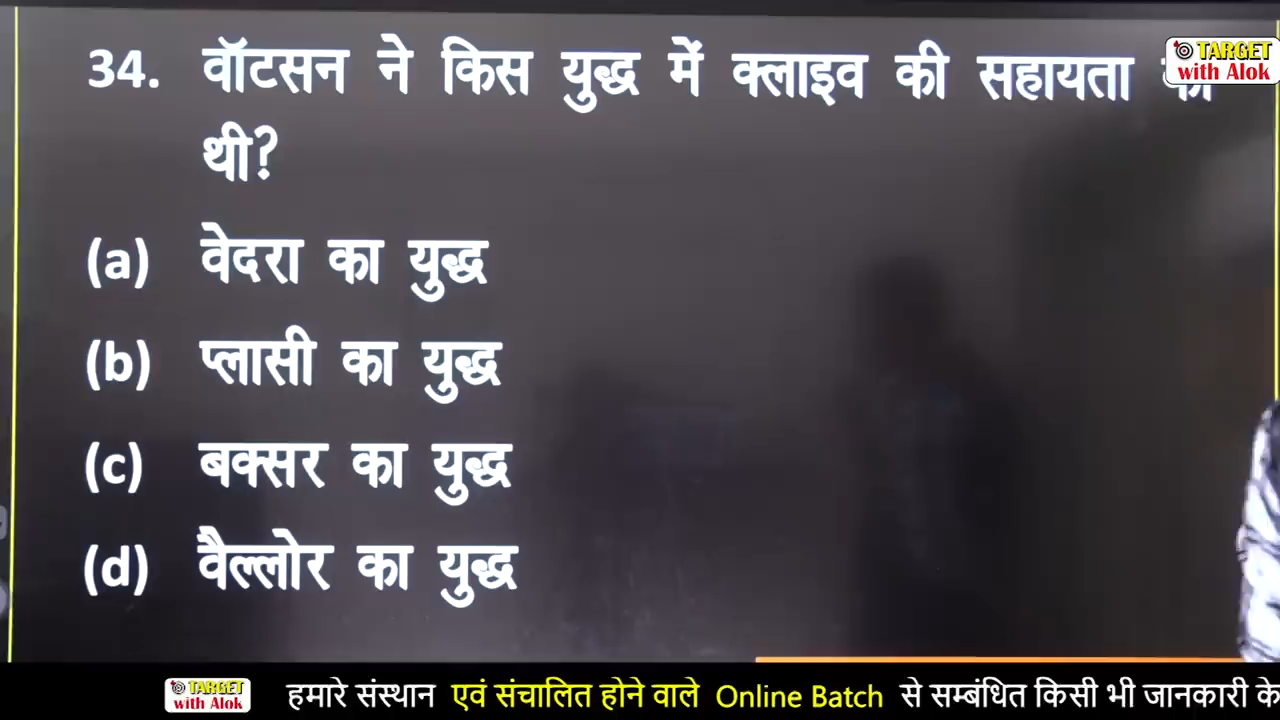 34. वॉटसन ने किस युद्ध में क्लाइव की सहायता
थी?
(a) वेदरा का युद्ध
(b) प्लासी का युद्ध
(c) बक्सर का युद्ध
(d) वैल्लोर का युद्ध
TARGET
with Alok
TARGET
with Alok
हमारे संस्थान एवं संचालित होने वाले Online Batch से सम्बंधित किसी भी जानकारी के